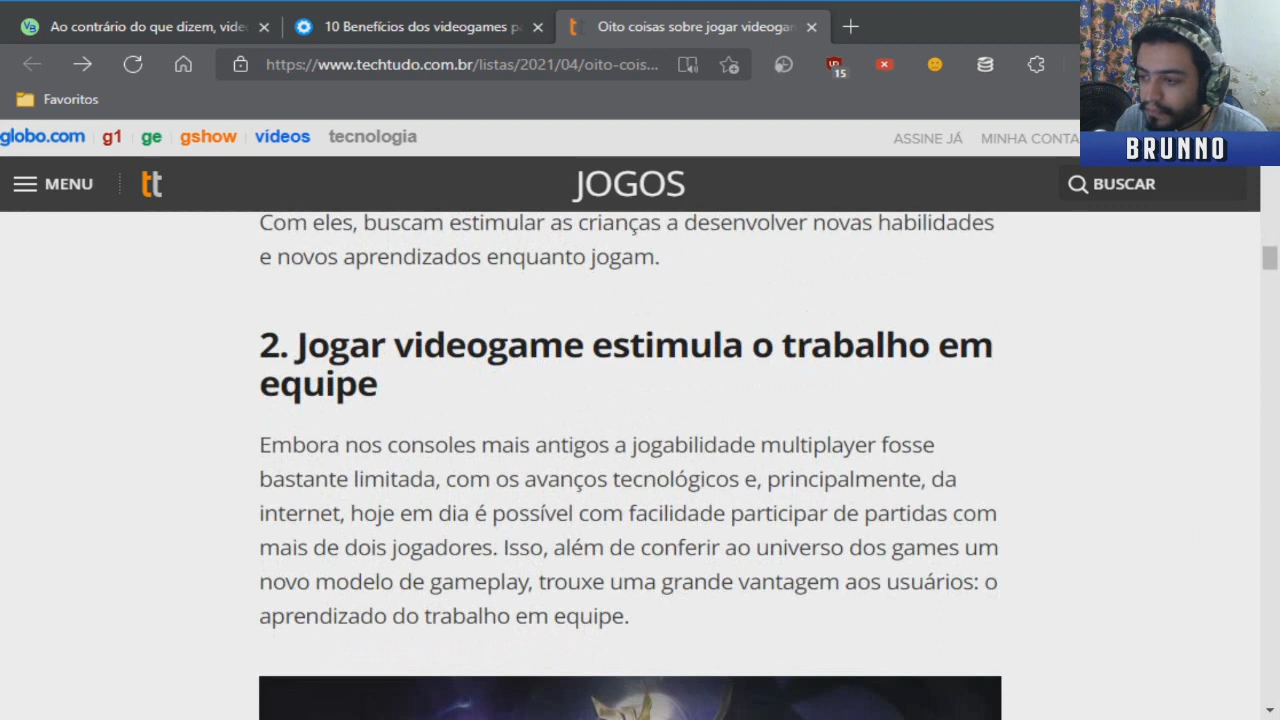 Ao contrário do que dizem, vide
10 Benefícios dos videogames pa
Oito coisas sobre jogar videogam
https://www.techtudo.com.br/listas/2021/04/oito-cois...
15
Favoritos
globo.com g1 ge gshow vídeos tecnologia
ASSINE JÁ MINHA CONTA
BRUNNO
MENU tt JOGOS BUSCAR
Com eles, buscam estimular as crianças a desenvolver novas habilidades
e novos aprendizados enquanto jogam.
2. Jogar videogame estimula o trabalho em
equipe
Embora nos consoles mais antigos a jogabilidade multiplayer fosse
bastante limitada, com os avanços tecnológicos e, principalmente, da
internet, hoje em dia é possível com facilidade participar de partidas com
mais de dois jogadores. Isso, além de conferir ao universo dos games um
novo modelo de gameplay, trouxe uma grande vantagem aos usuários: o
aprendizado do trabalho em equipe.